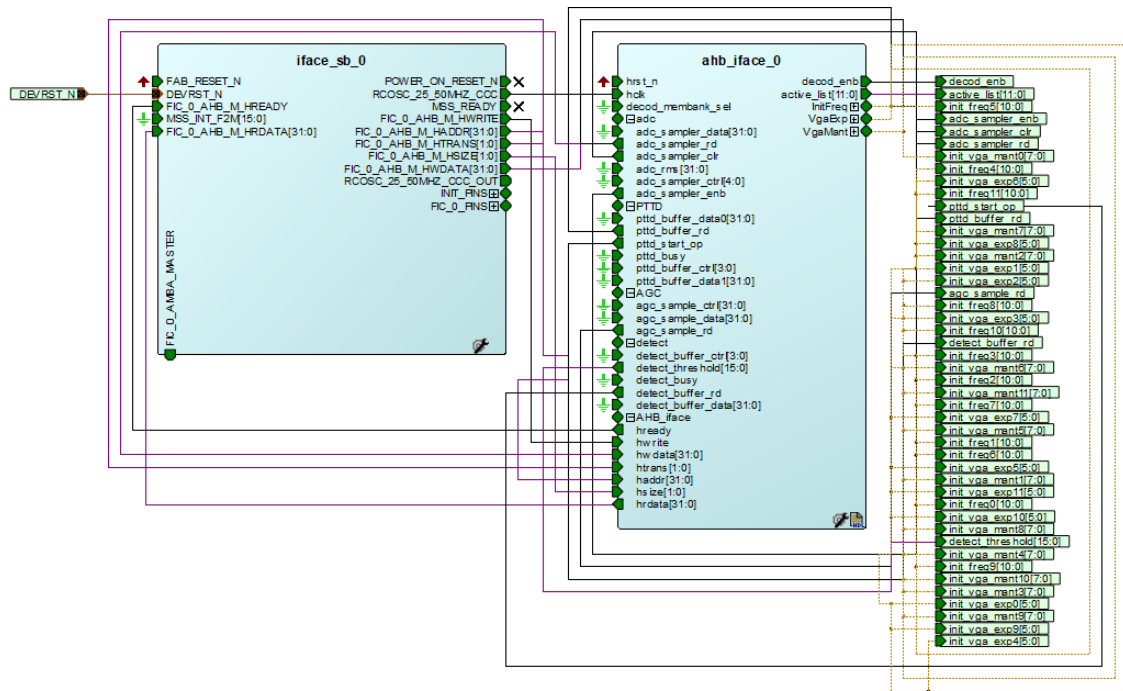 iface_sb_0
FAB_RESET_N
DEVRST_N
FIC_0_AHB_M_HREADY
MSS_INT_F2M[15:0]
FIC_0_AHB_M_HRDATA[31:0]
POWER_ON_RESET_N
RCOSC_25_50MHZ_CCC
MSS_READY
FIC_0_AHB_M_HWRITE
FIC_0_AHB_M_HADDR[31:0]
FIC_0_AHB_M_HTRANS[1:0]
FIC_0_AHB_M_HSIZE[1:0]
FIC_0_AHB_M_HWDATA[31:0]
RCOSC_25_50MHZ_CCC_OUT
INIT_PINS
FIC_0_PINS
FIC_0_AMBA_MASTER
DEVRST_N
ahb_iface_0
hrst_n
hclk
decod_membank_sel
adc
adc_sampler_data[31:0]
adc_sampler_rd
adc_sampler_clr
adc_rms[31:0]
adc_sampler_ctrl[4:0]
adc_sampler_enb
PTTD
pttd_buffer_data0[31:0]
pttd_buffer_rd
pttd_start_op
pttd_busy
pttd_buffer_ctrl[3:0]
pttd_buffer_data1[31:0]
AGC
agc_sample_ctrl[31:0]
agc_sample_data[31:0]
agc_sample_rd
detect
detect_buffer_ctrl[3:0]
detect_threshold[15:0]
detect_busy
detect_buffer_rd
detect_buffer_data[31:0]
AHB_iface
hready
hwrite
hwdata[31:0]
htrans[1:0]
haddr[31:0]
hsize[1:0]
hrdata[31:0]
decod_enb
active_list[11:0]
InitFreq
VgaExp
VgaMant
decod_enb
active_list[11:0]
init_freq5[10:0]
adc_sampler_enb
adc_sampler_clr
adc_sampler_rd
init_vga_mant0[7:0]
init_freq4[10:0]
init_vga_exp6[5:0]
init_freq11[10:0]
pttd_start_op
pttd_buffer_rd
init_vga_mant7[7:0]
init_vga_exp8[5:0]
init_vga_mant2[7:0]
init_vga_exp1[5:0]
init_vga_exp2[5:0]
agc_sample_rd
init_freq8[10:0]
init_vga_exp3[5:0]
init_freq10[10:0]
detect_buffer_rd
init_freq3[10:0]
init_vga_mant6[7:0]
init_freq2[10:0]
init_vga_mant11[7:0]
init_freq7[10:0]
init_vga_exp7[5:0]
init_vga_mant5[7:0]
init_freq1[10:0]
init_freq6[10:0]
init_vga_exp5[5:0]
init_vga_mant1[7:0]
init_vga_exp11[5:0]
init_freq0[10:0]
init_vga_exp10[5:0]
init_vga_mant8[7:0]
detect_threshold[15:0]
init_vga_mant4[7:0]
init_freq9[10:0]
init_vga_mant10[7:0]
init_vga_mant3[7:0]
init_vga_exp0[5:0]
init_vga_mant9[7:0]
init_vga_exp9[5:0]
init_vga_exp4[5:0]